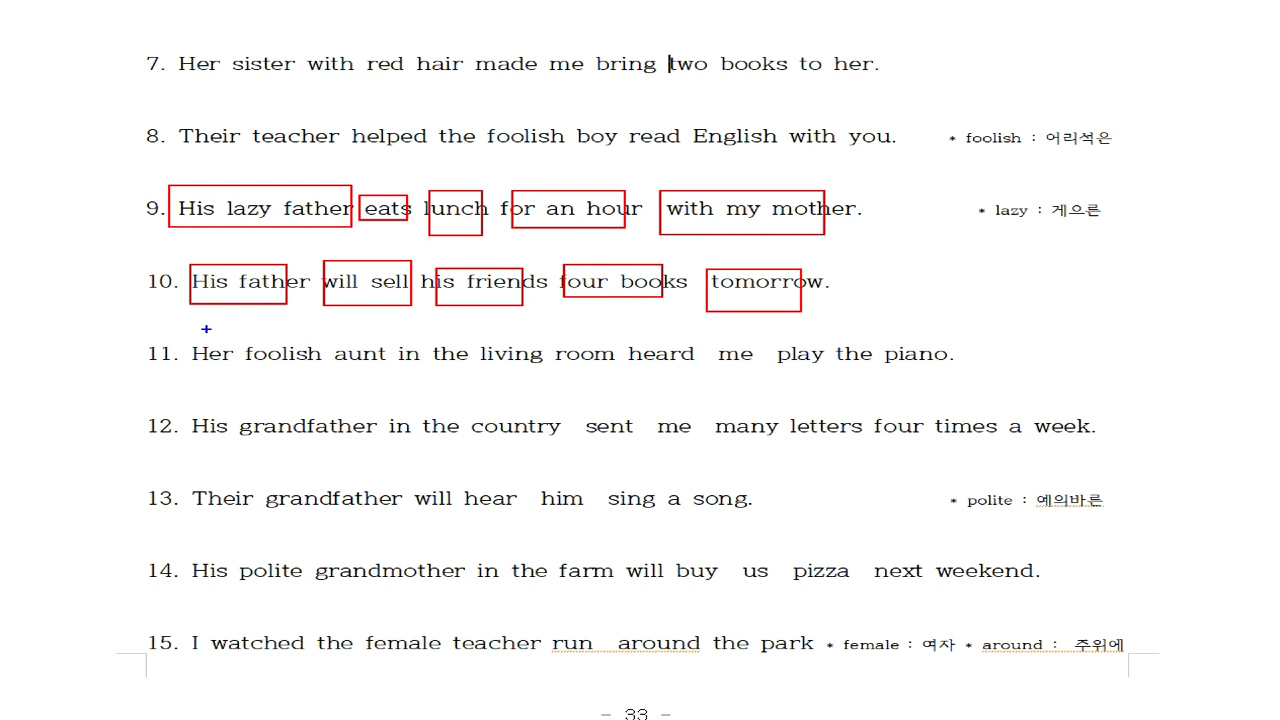 7. Her sister with red hair made me bring two books to her.
8. Their teacher helped the foolish boy read English with you. * foolish : 어리석은
9. His lazy father eats lunch for an hour with my mother. * lazy : 게으른
10. His father will sell his friends four books tomorrow.
11. Her foolish aunt in the living room heard me play the piano.
12. His grandfather in the country sent me many letters four times a week.
13. Their grandfather will hear him sing a song. * polite : 예의바른
14. His polite grandmother in the farm will buy us pizza next weekend.
15. I watched the female teacher run around the park * female : 여자 * around : 주위에
- 33 -